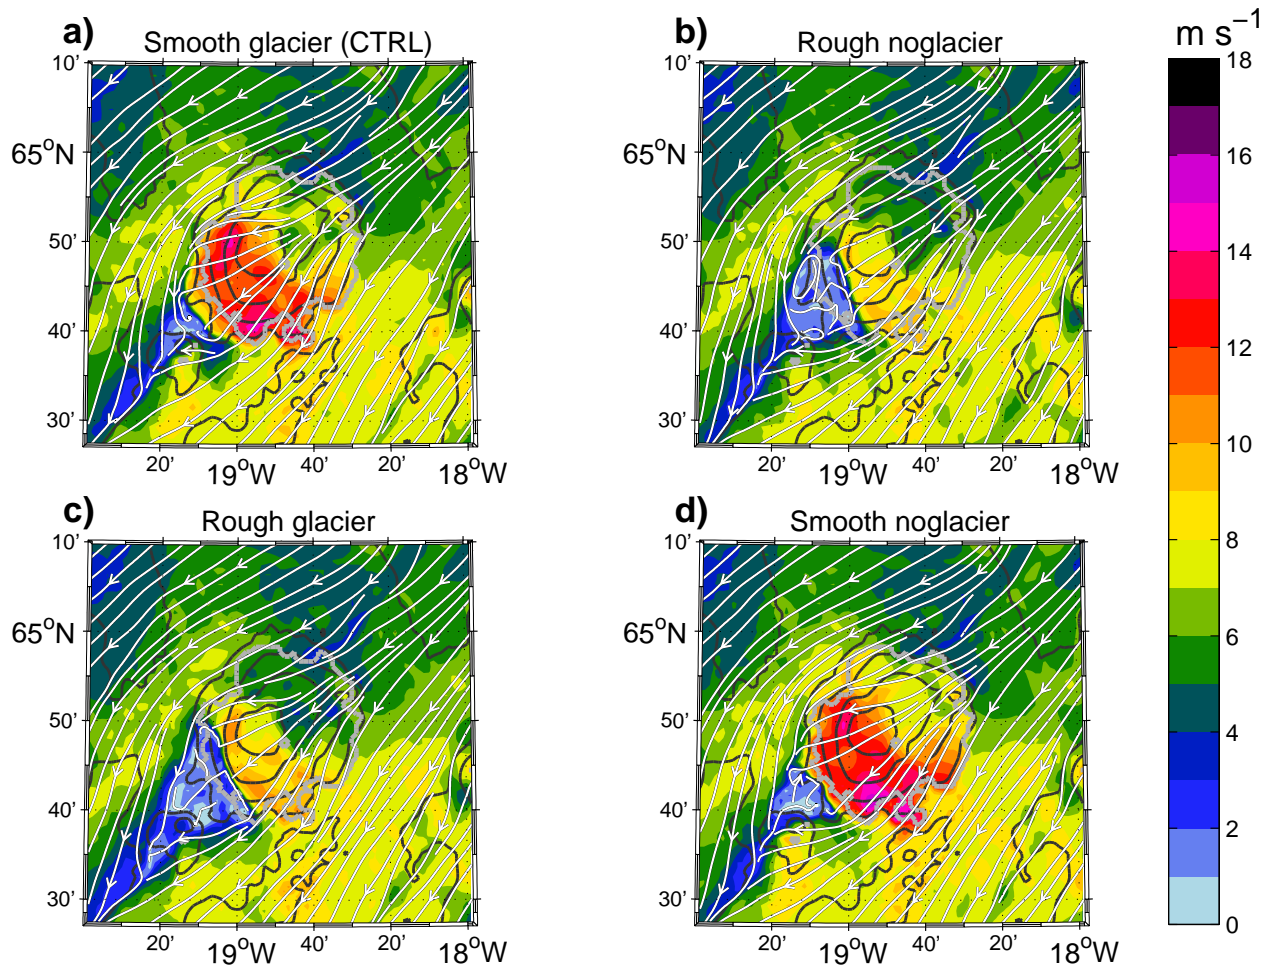 a)
Smooth glacier (CTRL)
10'
65°N
50'
40'
30'
20'
19°W
40'
18°W
b)
Rough noglacier
10'
65°N
50'
40'
30'
20'
19°W
40'
18°W
c)
Rough glacier
10'
65°N
50'
40'
30'
20'
19°W
40'
20'
18°W
d)
Smooth noglacier
10'
65°N
50'
40'
30'
20'
19°W
40'
20'
18°W
m s⁻¹
18
16
14
12
10
8
6
4
2
0